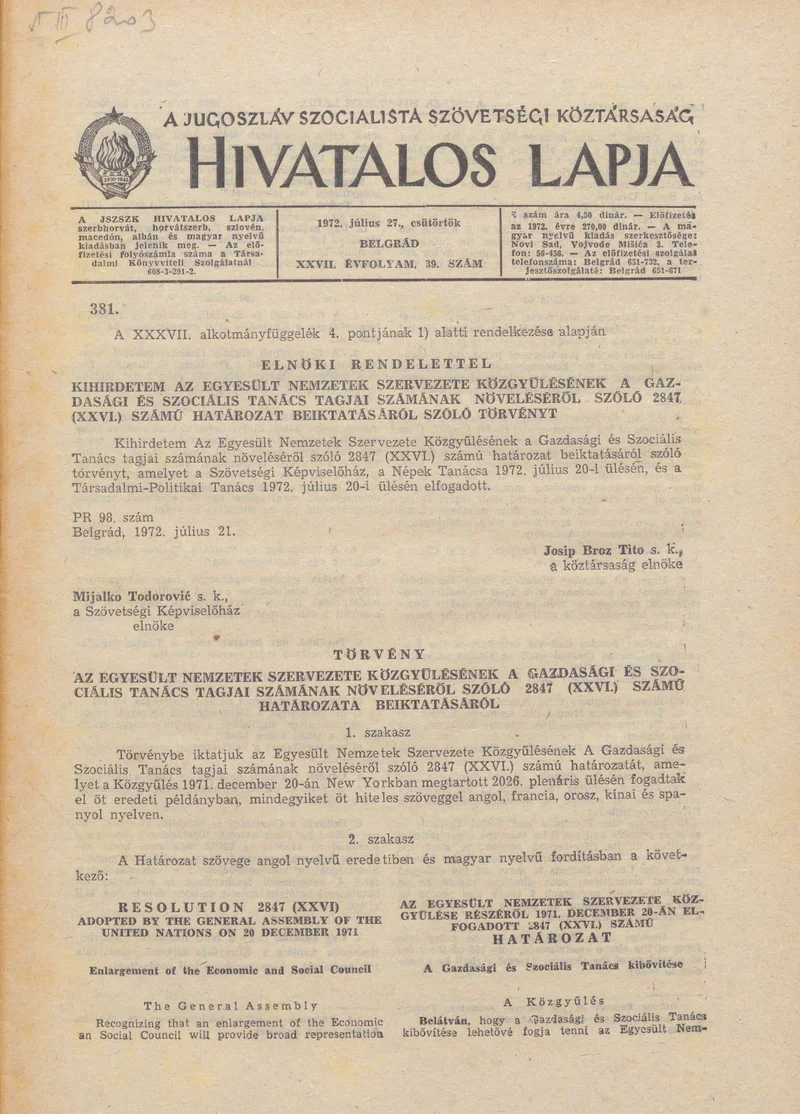 A JUGOSZLÁV SZOCIALISTA SZÖVETSÉGI KÖZTÁRSASÁG
HIVATALOS LAPJA
A JSZSZK HIVATALOS LAPJA
szerbhorvát, horvátszerb, szlovén,
macedón, albán és magyar nyelvű
kiadásban jelenik meg. — Az elő-
fizetési folyószámla száma a Társa-
dalmi Könyvviteli Szolgálatnál
608-3-291-2.
1972. július 27., csütörtök
BELGRÁD
XXVII. ÉVFOLYAM, 39. SZÁM
szám ára 4,50 dinár. — Előfizetés
az 1972. évre 270,00 dinár. — A ma-
gyar nyelvű kiadás szerkesztősége:
Novi Sad, Vojvode Mišića 3. Tele-
fon: 56-456. — Az előfizetési szolgálat
telefonszáma: Belgrád 651-732, a ter-
jesztőszolgálaté: Belgrád 651-671
381.
A XXXVII. alkotmányfüggelék 4. pontjának 1) alatti rendelkezése alapján
ELNÖKI RENDELETTEL
KIHIRDETEM AZ EGYESÜLT NEMZETEK SZERVEZETE KÖZGYŰLÉSÉNEK A GAZ-
DASÁGI ÉS SZOCIÁLIS TANÁCS TAGJAI SZÁMÁNAK NÖVELÉSÉRŐL SZÓLÓ 2847
(XXVI.) SZÁMÚ HATÁROZAT BEIKTATÁSÁRÓL SZÓLÓ TÖRVÉNYT
Kihirdetem Az Egyesült Nemzetek Szervezete Közgyűlésének a Gazdasági és Szociális
Tanács tagjai számának növeléséről szóló 2847 (XXVI.) számú határozat beiktatásáról szóló
törvényt, amelyet a Szövetségi Képviselőház, a Népek Tanácsa 1972. július 20-i ülésén, és a
Társadalmi-Politikai Tanács 1972. július 20-i ülésén elfogadott.
PR 98. szám
Belgrád, 1972. július 21.
Josip Broz Tito s. k.,
a köztársaság elnöke
Mijalko Todorović s. k.,
a Szövetségi Képviselőház
elnöke
TÖRVÉNY
AZ EGYESÜLT NEMZETEK SZERVEZETE KÖZGYŰLÉSÉNEK A GAZDASÁGI ÉS SZO-
CIÁLIS TANÁCS TAGJAI SZÁMÁNAK NÖVELÉSÉRŐL SZÓLÓ 2847 (XXVI.) SZÁMÚ
HATÁROZATA BEIKTATÁSÁRÓL
1. szakasz
Törvénybe iktatjuk az Egyesült Nemzetek Szervezete Közgyűlésének A Gazdasági és
Szociális Tanács tagjai számának növeléséről szóló 2847 (XXVI.) számú határozatát, ame-
lyet a Közgyűlés 1971. december 20-án New Yorkban megtartott 2026. plenáris ülésén fogadtak
el öt eredeti példányban, mindegyiket öt hiteles szöveggel angol, francia, orosz, kinai és spa-
nyol nyelven.
2. szakasz
A Határozat szövege angol nyelvű eredetiben és magyar nyelvű fordításban a követ-
kező:
RESOLUTION 2847 (XXVI)
ADOPTED BY THE GENERAL ASSEMBLY OF THE
UNITED NATIONS ON 20 DECEMBER 1971
Enlargement of the Economic and Social Council
The General Assembly
Recognizing that an enlargement of the Economic
an Social Council will provide broad representation
AZ EGYESÜLT NEMZETEK SZERVEZETE KÖZ-
GYŰLÉSE RÉSZÉRŐL 1971. DECEMBER 20-ÁN EL-
FOGADOTT 2847 (XXVI.) SZÁMÚ
HATÁROZAT
A Gazdasági és Szociális Tanács kibővítése
A Közgyűlés
Belátván, hogy a Gazdasági és Szociális Tanács
kibővítése lehetővé fogja tenni az Egyesült Nem-